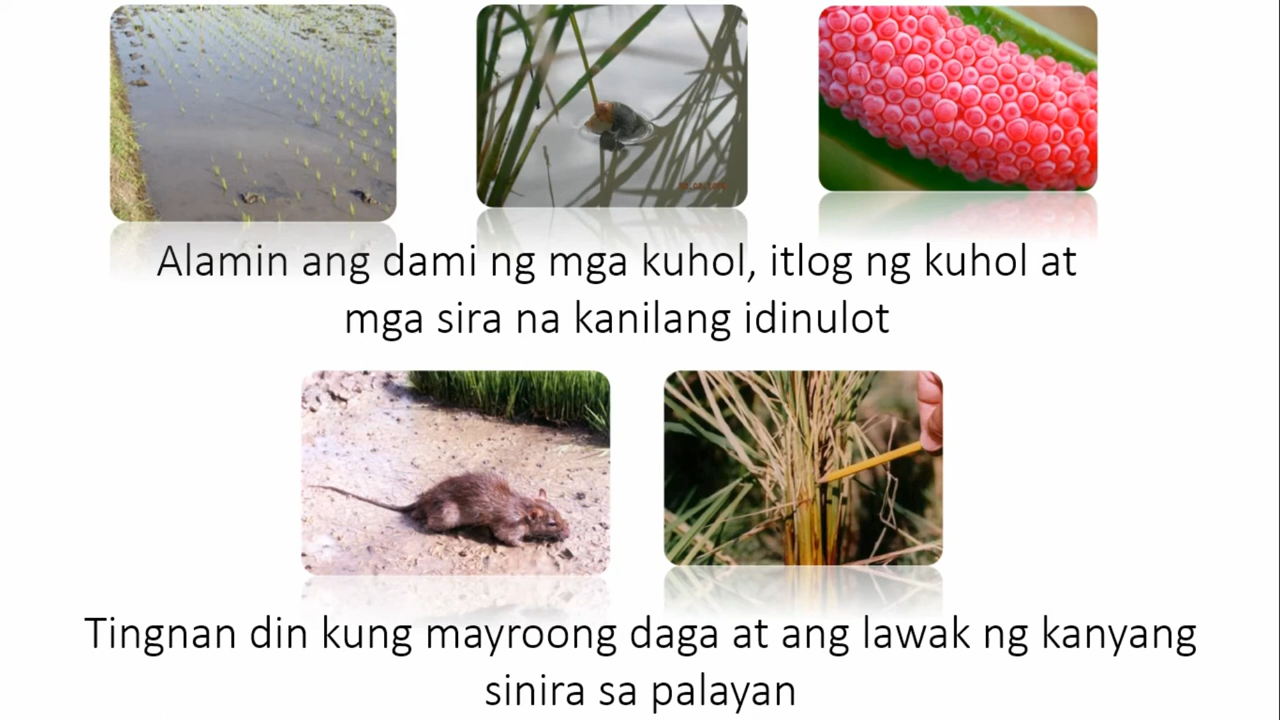 Alamin ang dami ng mga kuhol, itlog ng kuhol at
mga sira na kanilang idinulot
Tingnan din kung mayroong daga at ang lawak ng kanyang
sinira sa palayan